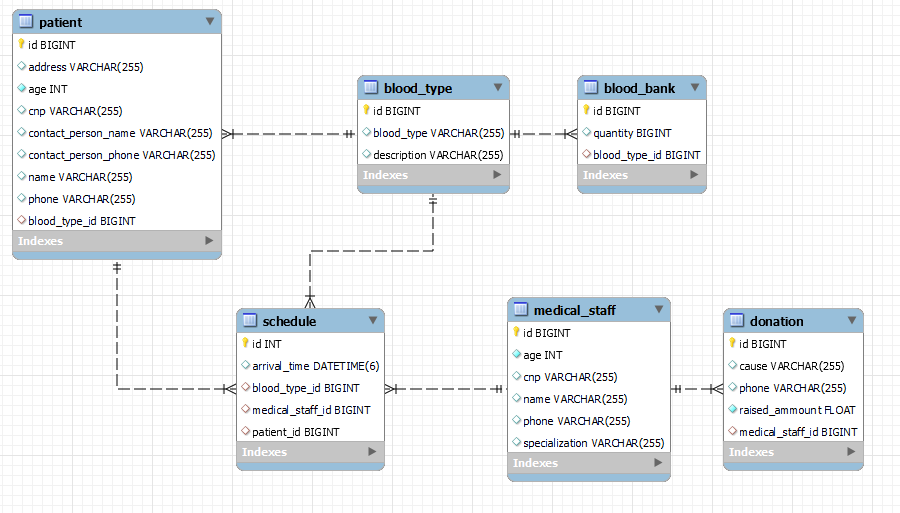 patient
id BIGINT
address VARCHAR(255)
age INT
cnp VARCHAR(255)
contact_person_name VARCHAR(255)
contact_person_phone VARCHAR(255)
name VARCHAR(255)
phone VARCHAR(255)
blood_type_id BIGINT
Indexes
blood_type
id BIGINT
blood_type VARCHAR(255)
description VARCHAR(255)
Indexes
blood_bank
id BIGINT
quantity BIGINT
blood_type_id BIGINT
Indexes
schedule
id INT
arrival_time DATETIME(6)
blood_type_id BIGINT
medical_staff_id BIGINT
patient_id BIGINT
Indexes
medical_staff
id BIGINT
age INT
cnp VARCHAR(255)
name VARCHAR(255)
phone VARCHAR(255)
specialization VARCHAR(255)
Indexes
donation
id BIGINT
cause VARCHAR(255)
phone VARCHAR(255)
raised_ammount FLOAT
medical_staff_id BIGINT
Indexes